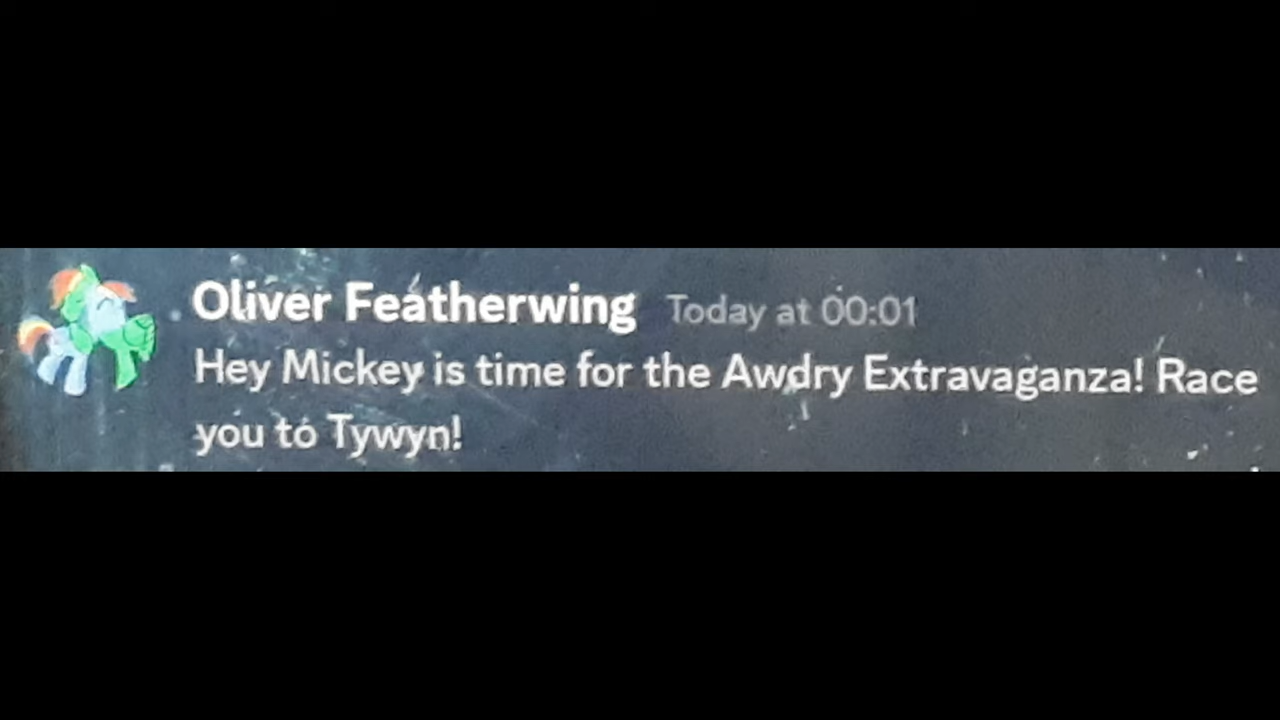 Oliver Featherwing Today at 00:01
Hey Mickey is time for the Awdry Extravaganza! Race
you to Tywyn!